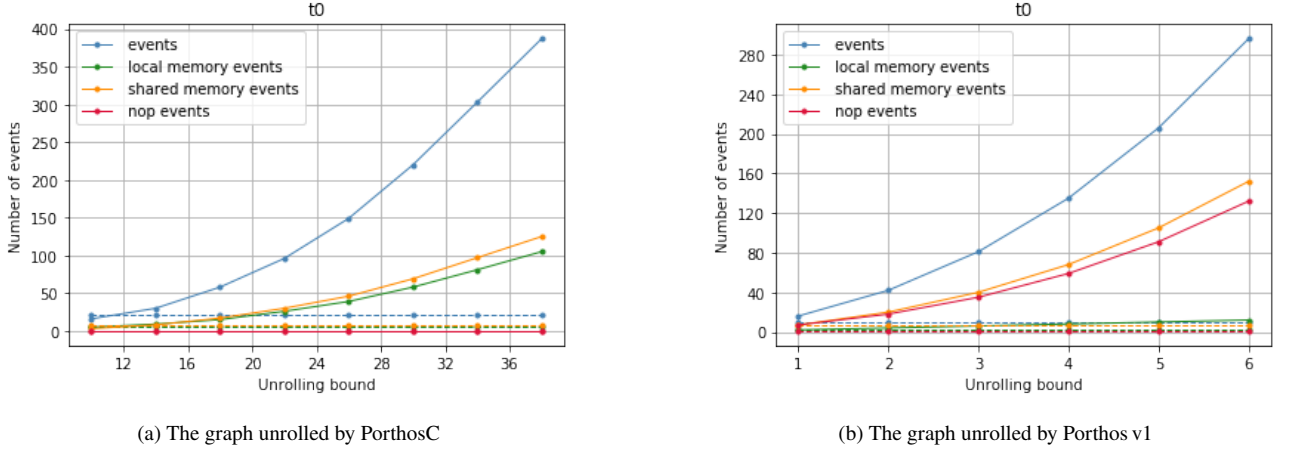 t0
400
350
300
250
200
150
100
50
0
Number of events
events
local memory events
shared memory events
nop events
12 16 20 24 28 32 36
Unrolling bound
(a) The graph unrolled by PorthosC
t0
280
240
200
160
120
80
40
0
Number of events
events
local memory events
shared memory events
nop events
1 2 3 4 5 6
Unrolling bound
(b) The graph unrolled by Porthos v1